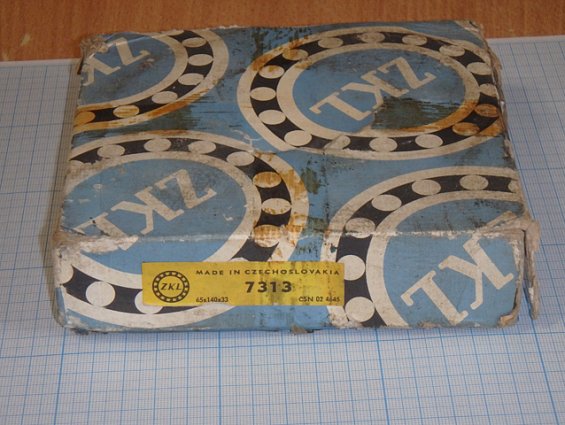 ZKL
ZKL
ZKL
ZKL
MADE IN CZECHOSLOVAKIA
ZKL
7313
65x140x33
ČSN 02 4645